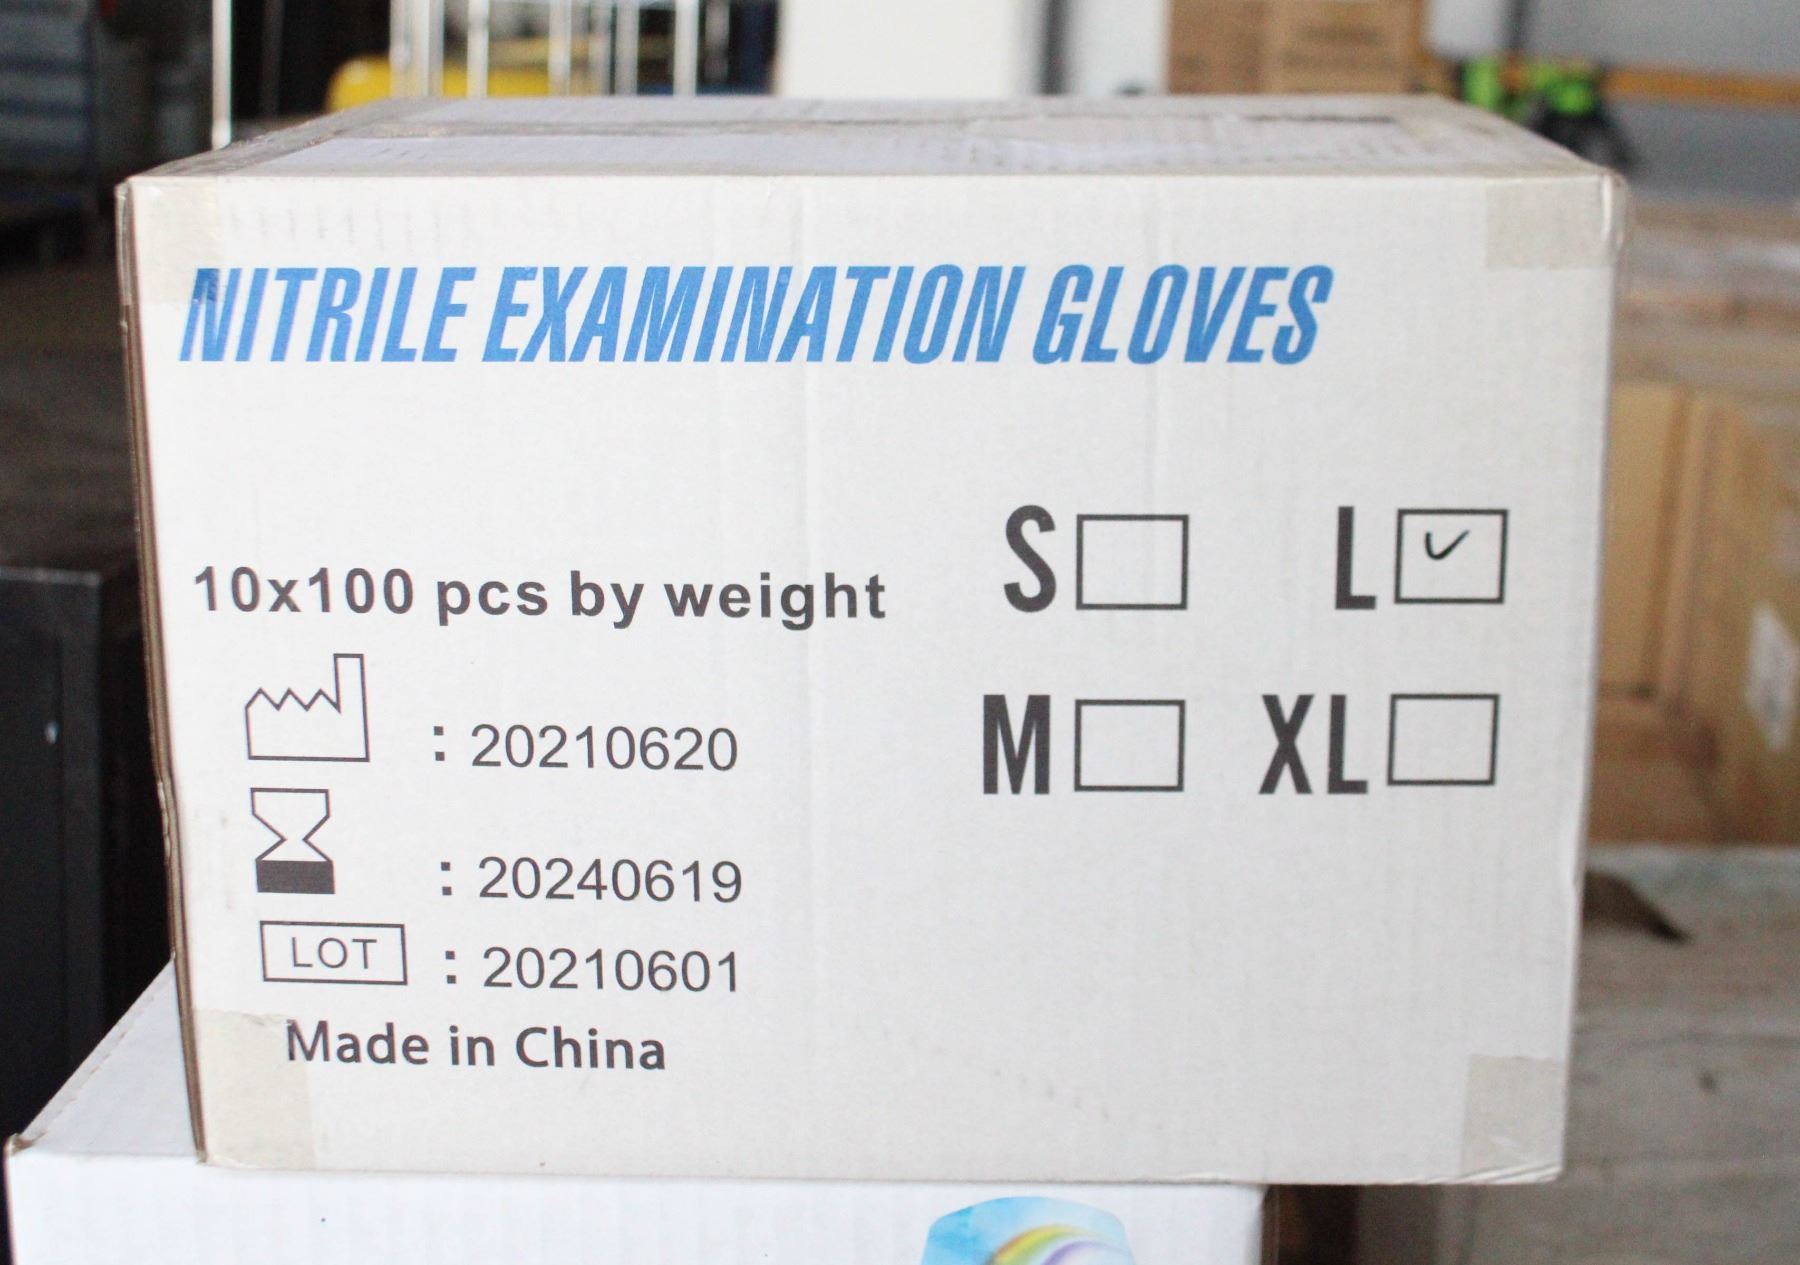 NITRILE EXAMINATION GLOVES
S L
10x100 pcs by weight
M XL
: 20210620
: 20240619
LOT : 20210601
Made in China